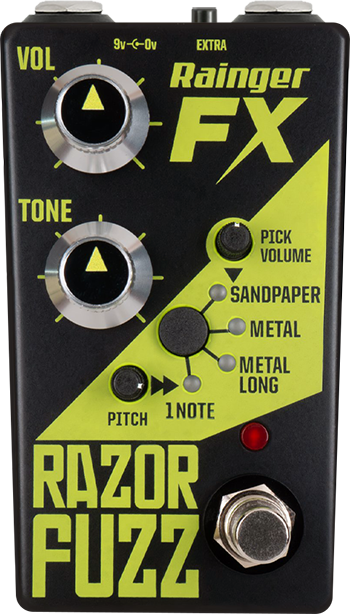 9v 0v
EXTRA
VOL
Rainger
FX
TONE
PICK
VOLUME
SANDPAPER
METAL
METAL
LONG
1NOTE
PITCH
RAZOR
FUZZ